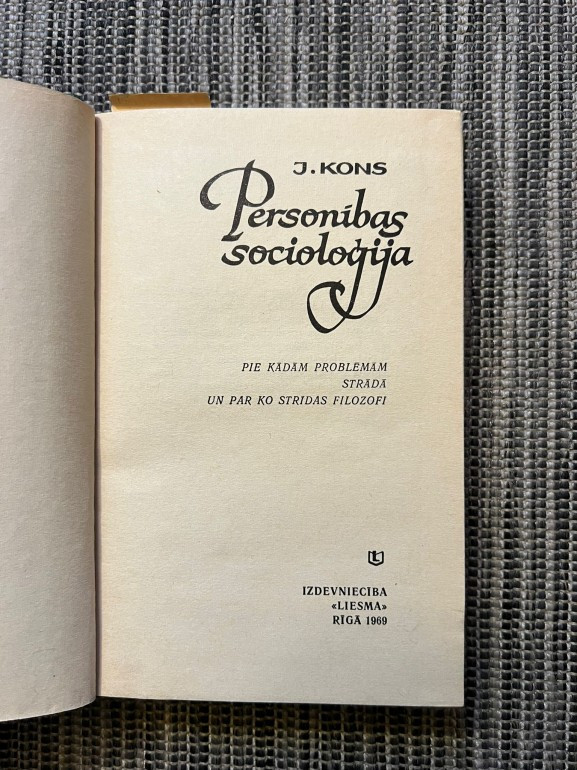 J. KONS
Personības
socioloģija
PIE KĀDĀM PROBLĒMĀM
STRĀDĀ
UN PAR KO STRĪDAS FILOZOFI
L
IZDEVNIECĪBA
«LIESMA»
RĪGĀ 1969